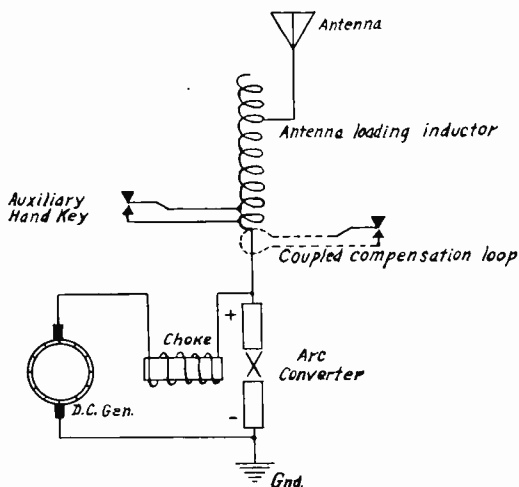 Antenna
Antenna loading inductor
Auxiliary
Hand Key
Coupled compensation loop
+
Choke
Arc
Converter
D.C. Gen.
-
Gnd.